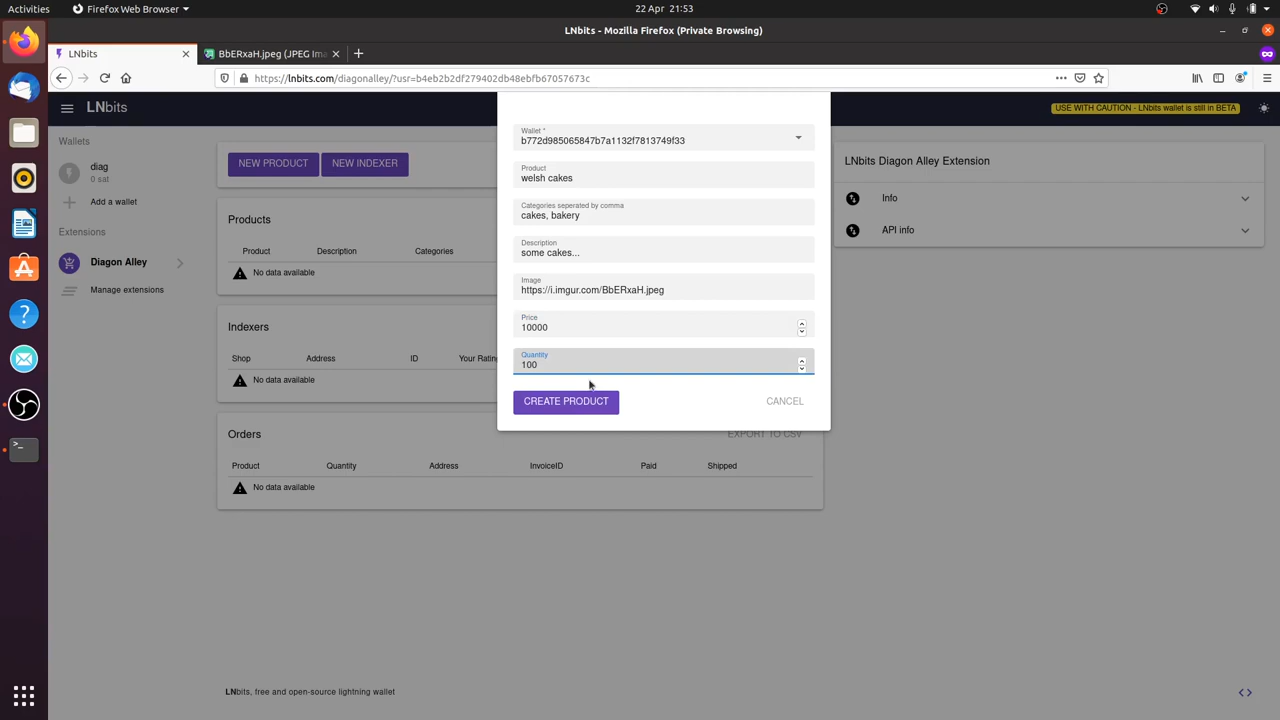 Activities
Firefox Web Browser
22 Apr 21:53
LNbits - Mozilla Firefox (Private Browsing)
LNbits
BbERxaH.jpeg (JPEG Ima
https://lnbits.com/diagonalley/?usr=b4eb2b2df279402db48ebfb67057673c
LNbits
USE WITH CAUTION - LNbits wallet is still in BETA
Wallets
diag
0 sat
Add a wallet
Extensions
Diagon Alley
Manage extensions
NEW PRODUCT
NEW INDEXER
Products
Product Description Categories
No data available
Indexers
Shop Address ID Your Rating
No data available
Orders
EXPORT TO CSV
Product Quantity Address InvoiceID Paid Shipped
No data available
Wallet *
b772d985065847b7a1132f7813749f33
Product
welsh cakes
Categories seperated by comma
cakes, bakery
Description
some cakes...
Image
https://i.imgur.com/BbERxaH.jpeg
Price
10000
Quantity
100
CREATE PRODUCT
CANCEL
LNbits Diagon Alley Extension
Info
API info
LNbits, free and open-source lightning wallet